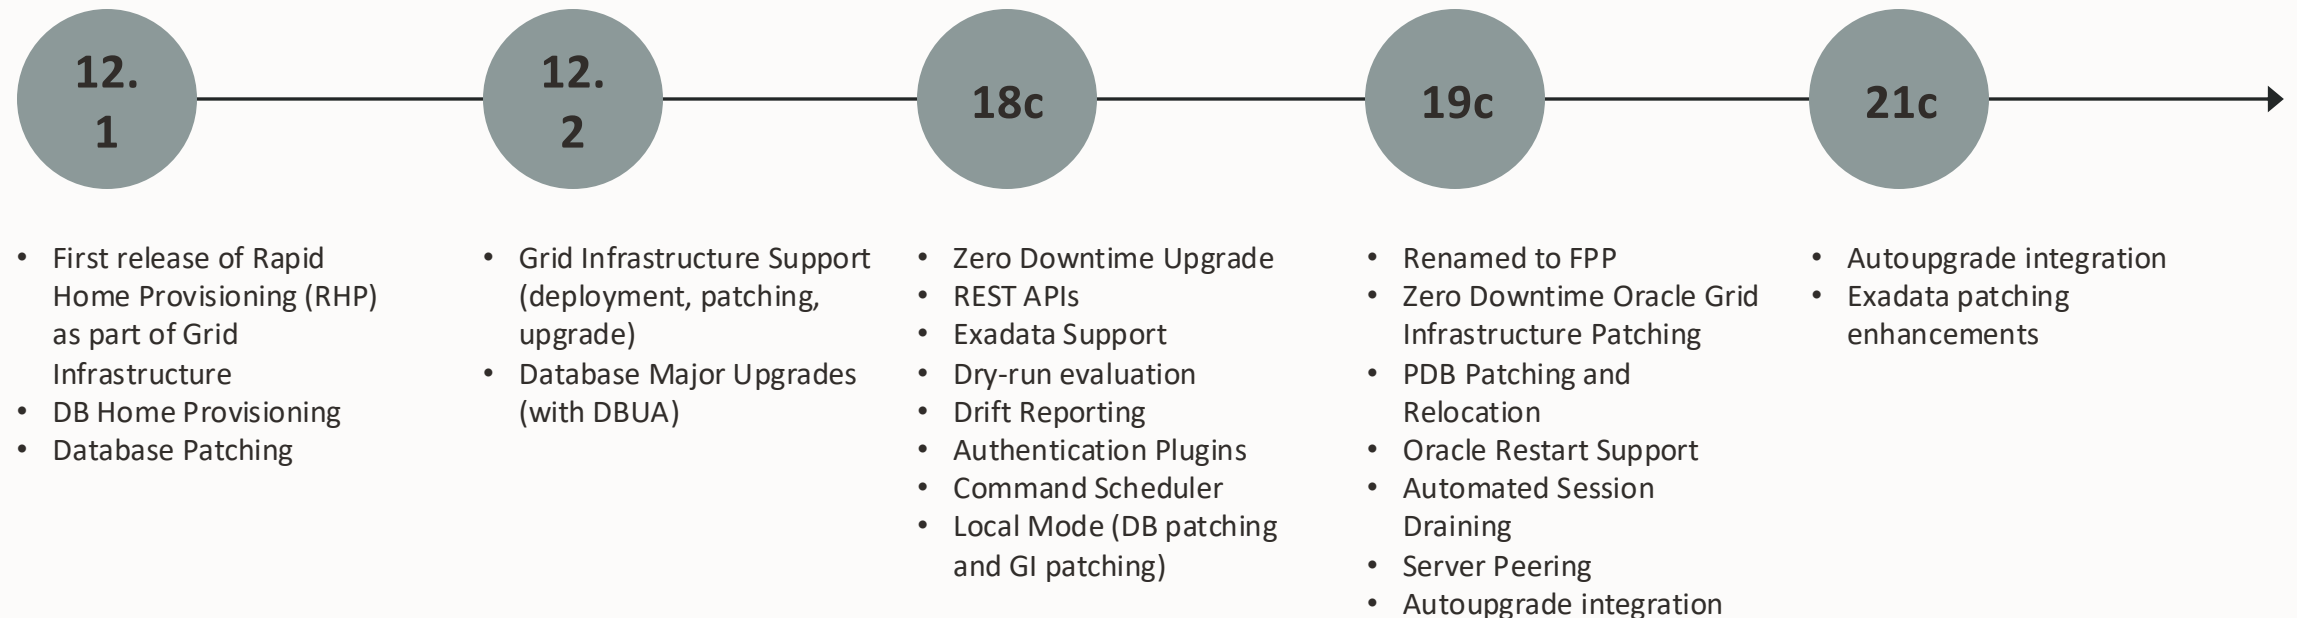 12.
1
12.
2
18c
19c
21c
• First release of Rapid
Home Provisioning (RHP)
as part of Grid
Infrastructure
• DB Home Provisioning
• Database Patching
• Grid Infrastructure Support
(deployment, patching,
upgrade)
• Database Major Upgrades
(with DBUA)
• Zero Downtime Upgrade
• REST APIs
• Exadata Support
• Dry-run evaluation
• Drift Reporting
• Authentication Plugins
• Command Scheduler
• Local Mode (DB patching
and GI patching)
• Renamed to FPP
• Zero Downtime Oracle Grid
Infrastructure Patching
• PDB Patching and
Relocation
• Oracle Restart Support
• Automated Session
Draining
• Server Peering
• Autoupgrade integration
• Autoupgrade integration
• Exadata patching
enhancements